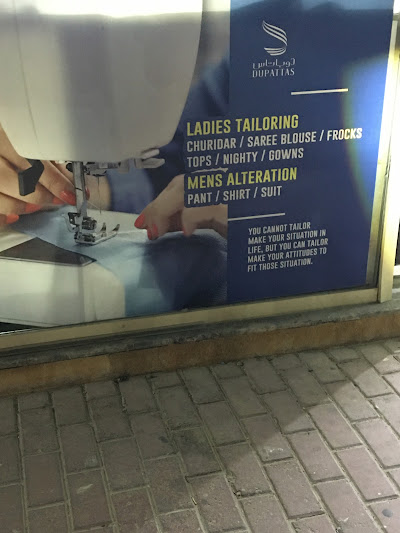 دوباتاس
DUPATTAS
LADIES TAILORING
CHURIDAR / SAREE BLOUSE / FROCKS
TOPS / NIGHTY / GOWNS
MENS ALTERATION
PANT / SHIRT / SUIT
YOU CANNOT TAILOR
MAKE YOUR SITUATION IN
LIFE, BUT YOU CAN TAILOR
MAKE YOUR ATTITUDES TO
FIT THOSE SITUATION.